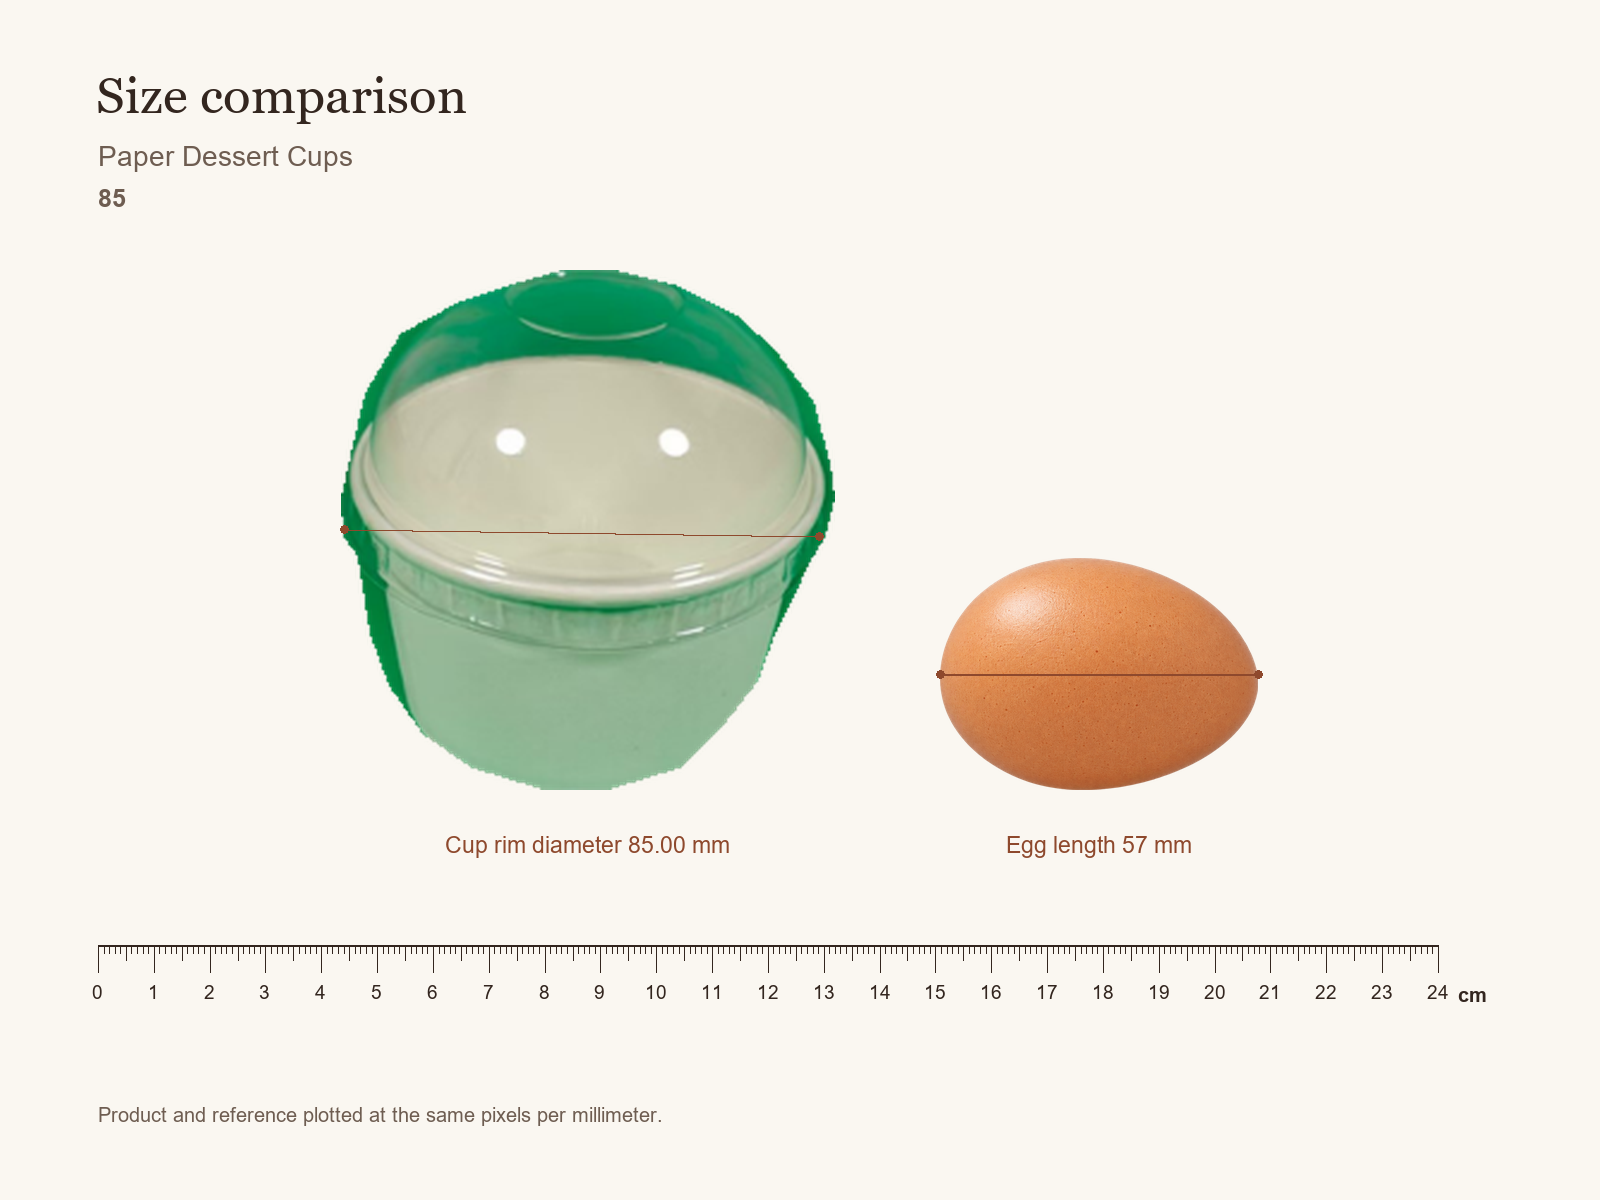 Size comparison
Paper Dessert Cups
85
Cup rim diameter 85.00 mm
Egg length 57 mm
0 1 2 3 4 5 6 7 8 9 10 11 12 13 14 15 16 17 18 19 20 21 22 23 24 cm
Product and reference plotted at the same pixels per millimeter.